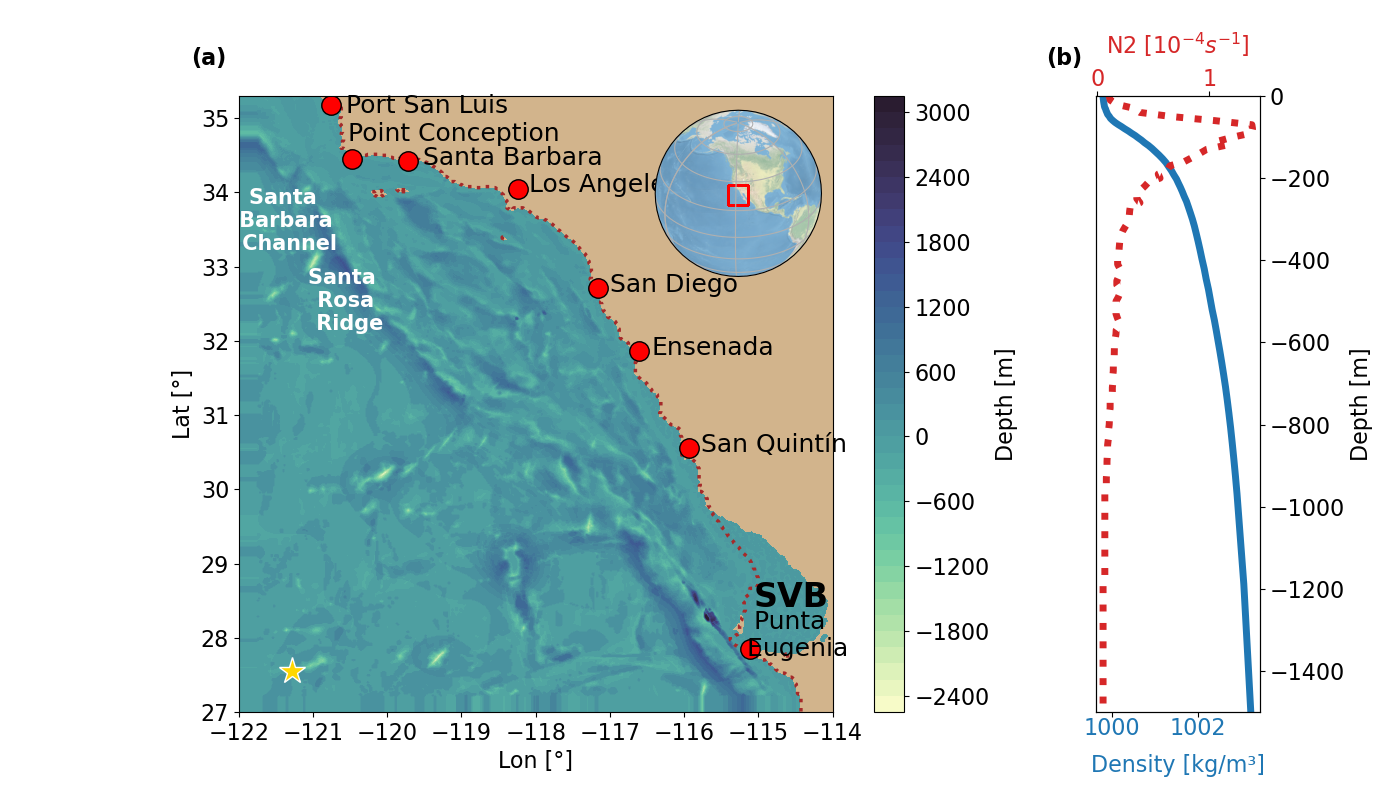 (a)
Port San Luis
Point Conception
Santa Barbara
Los Angele
Santa
Barbara
Channel
Santa
Rosa
Ridge
San Diego
Ensenada
San Quintín
SVB
Punta
Eugenia
35
34
33
32
31
30
29
28
27
Lat [°]
−122 −121 −120 −119 −118 −117 −116 −115 −114
Lon [°]
3000
2400
1800
1200
600
0
−600
−1200
−1800
−2400
Depth [m]
(b)
N2 [10⁻⁴s⁻¹]
0 1
0
−200
−400
−600
−800
−1000
−1200
−1400
Depth [m]
1000 1002
Density [kg/m³]